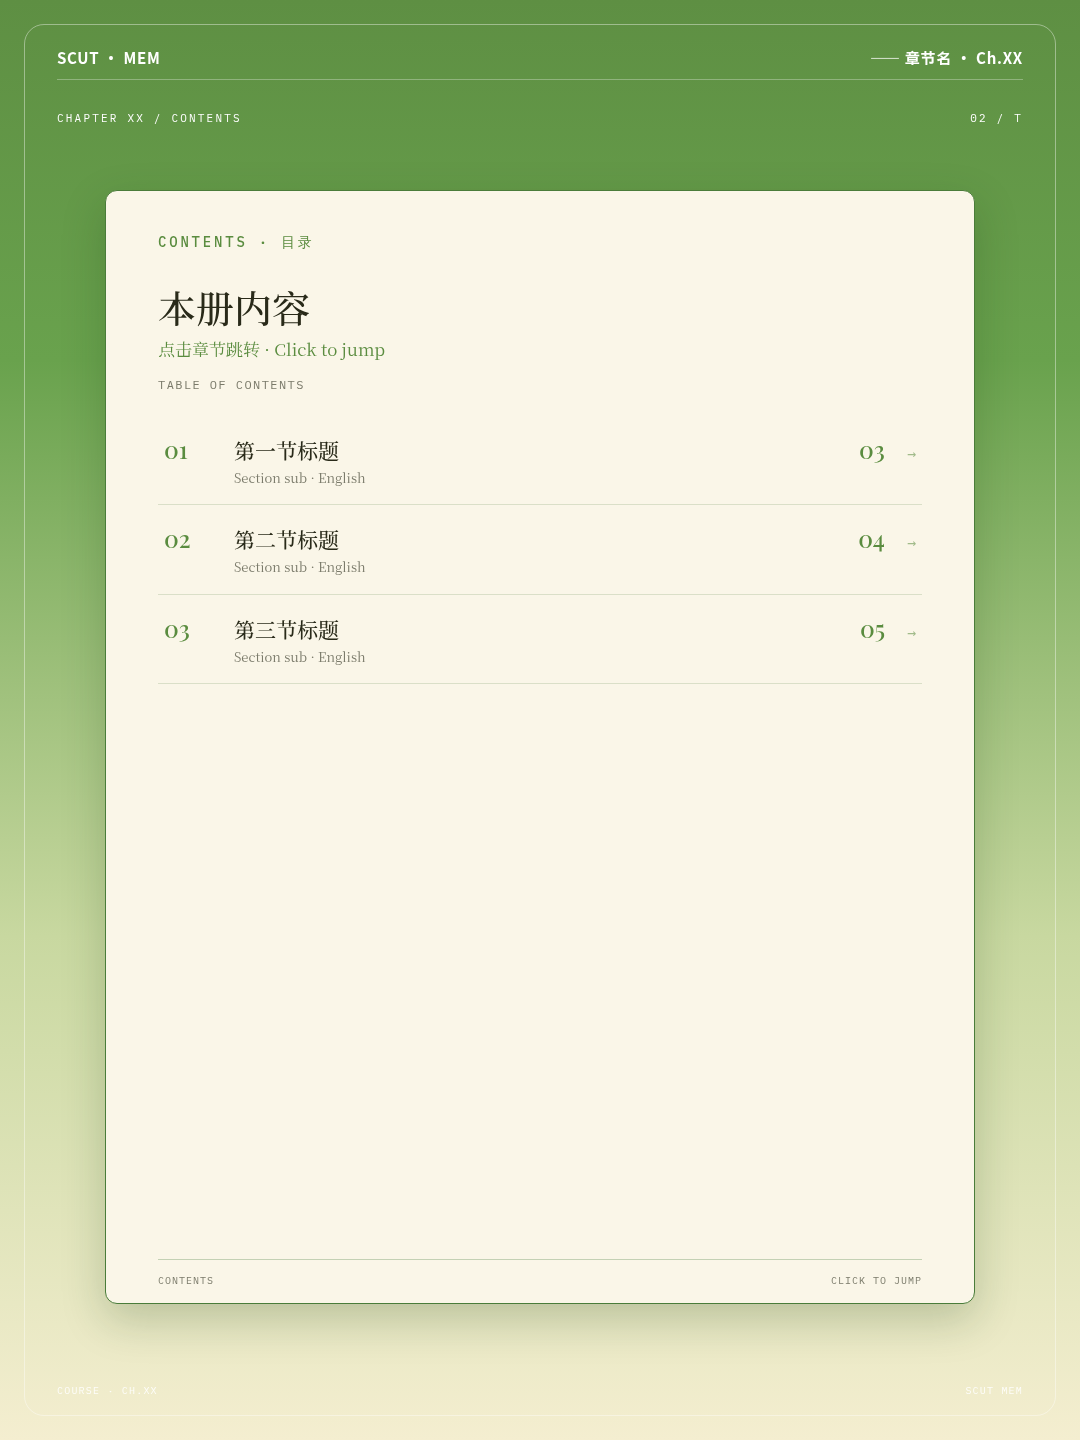 SCUT • MEM
—— 章节名 • Ch.XX
CHAPTER XX / CONTENTS
02 / T
CONTENTS · 目录
本册内容
点击章节跳转 · Click to jump
TABLE OF CONTENTS
01 第一节标题 03 →
Section sub · English
02 第二节标题 04 →
Section sub · English
03 第三节标题 05 →
Section sub · English
CONTENTS
CLICK TO JUMP
COURSE - CH.XX
SCUT MEM